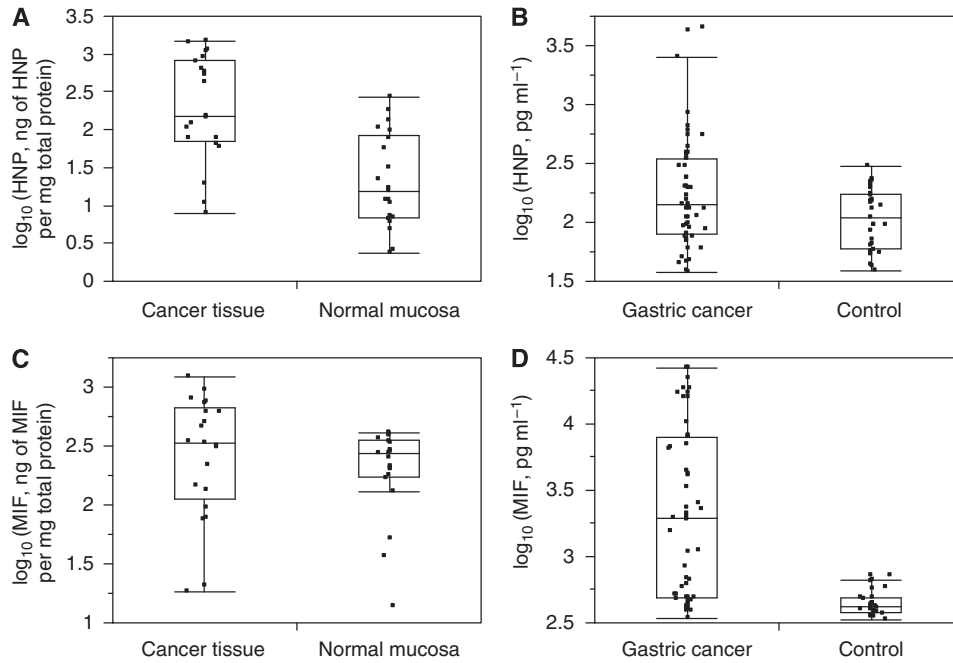 A
log10 (HNP, ng of HNP
per mg total protein)
3.5
3
2.5
2
1.5
1
0.5
0
Cancer tissue
Normal mucosa
B
log10 (HNP, pg ml−1)
3.5
3
2.5
2
1.5
Gastric cancer
Control
C
log10 (MIF, ng of MIF
per mg total protein)
3
2.5
2
1.5
1
Cancer tissue
Normal mucosa
D
log10 (MIF, pg ml−1)
4.5
4
3.5
3
2.5
Gastric cancer
Control